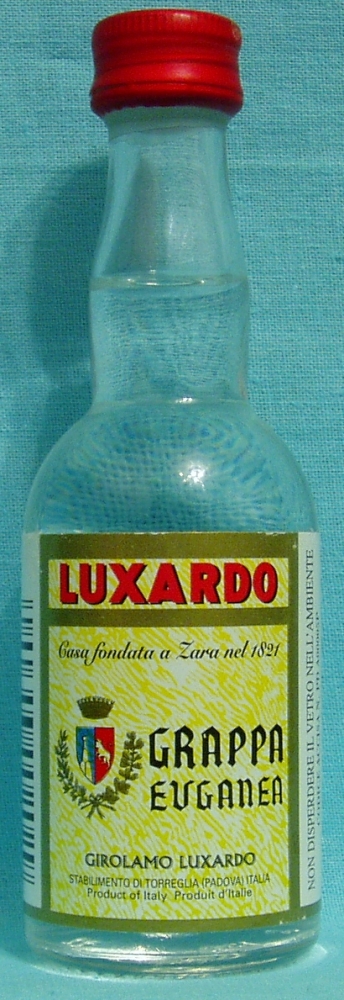 LUXARDO
Casa fondata a Zara nel 1821
GRAPPA
EUGANEA
GIROLAMO LUXARDO
STABILIMENTO DI TORREGLIA (PADOVA) ITALIA
Product of Italy Produit d'Italie
NON DISPERDERE IL VETRO NELL'AMBIENTE